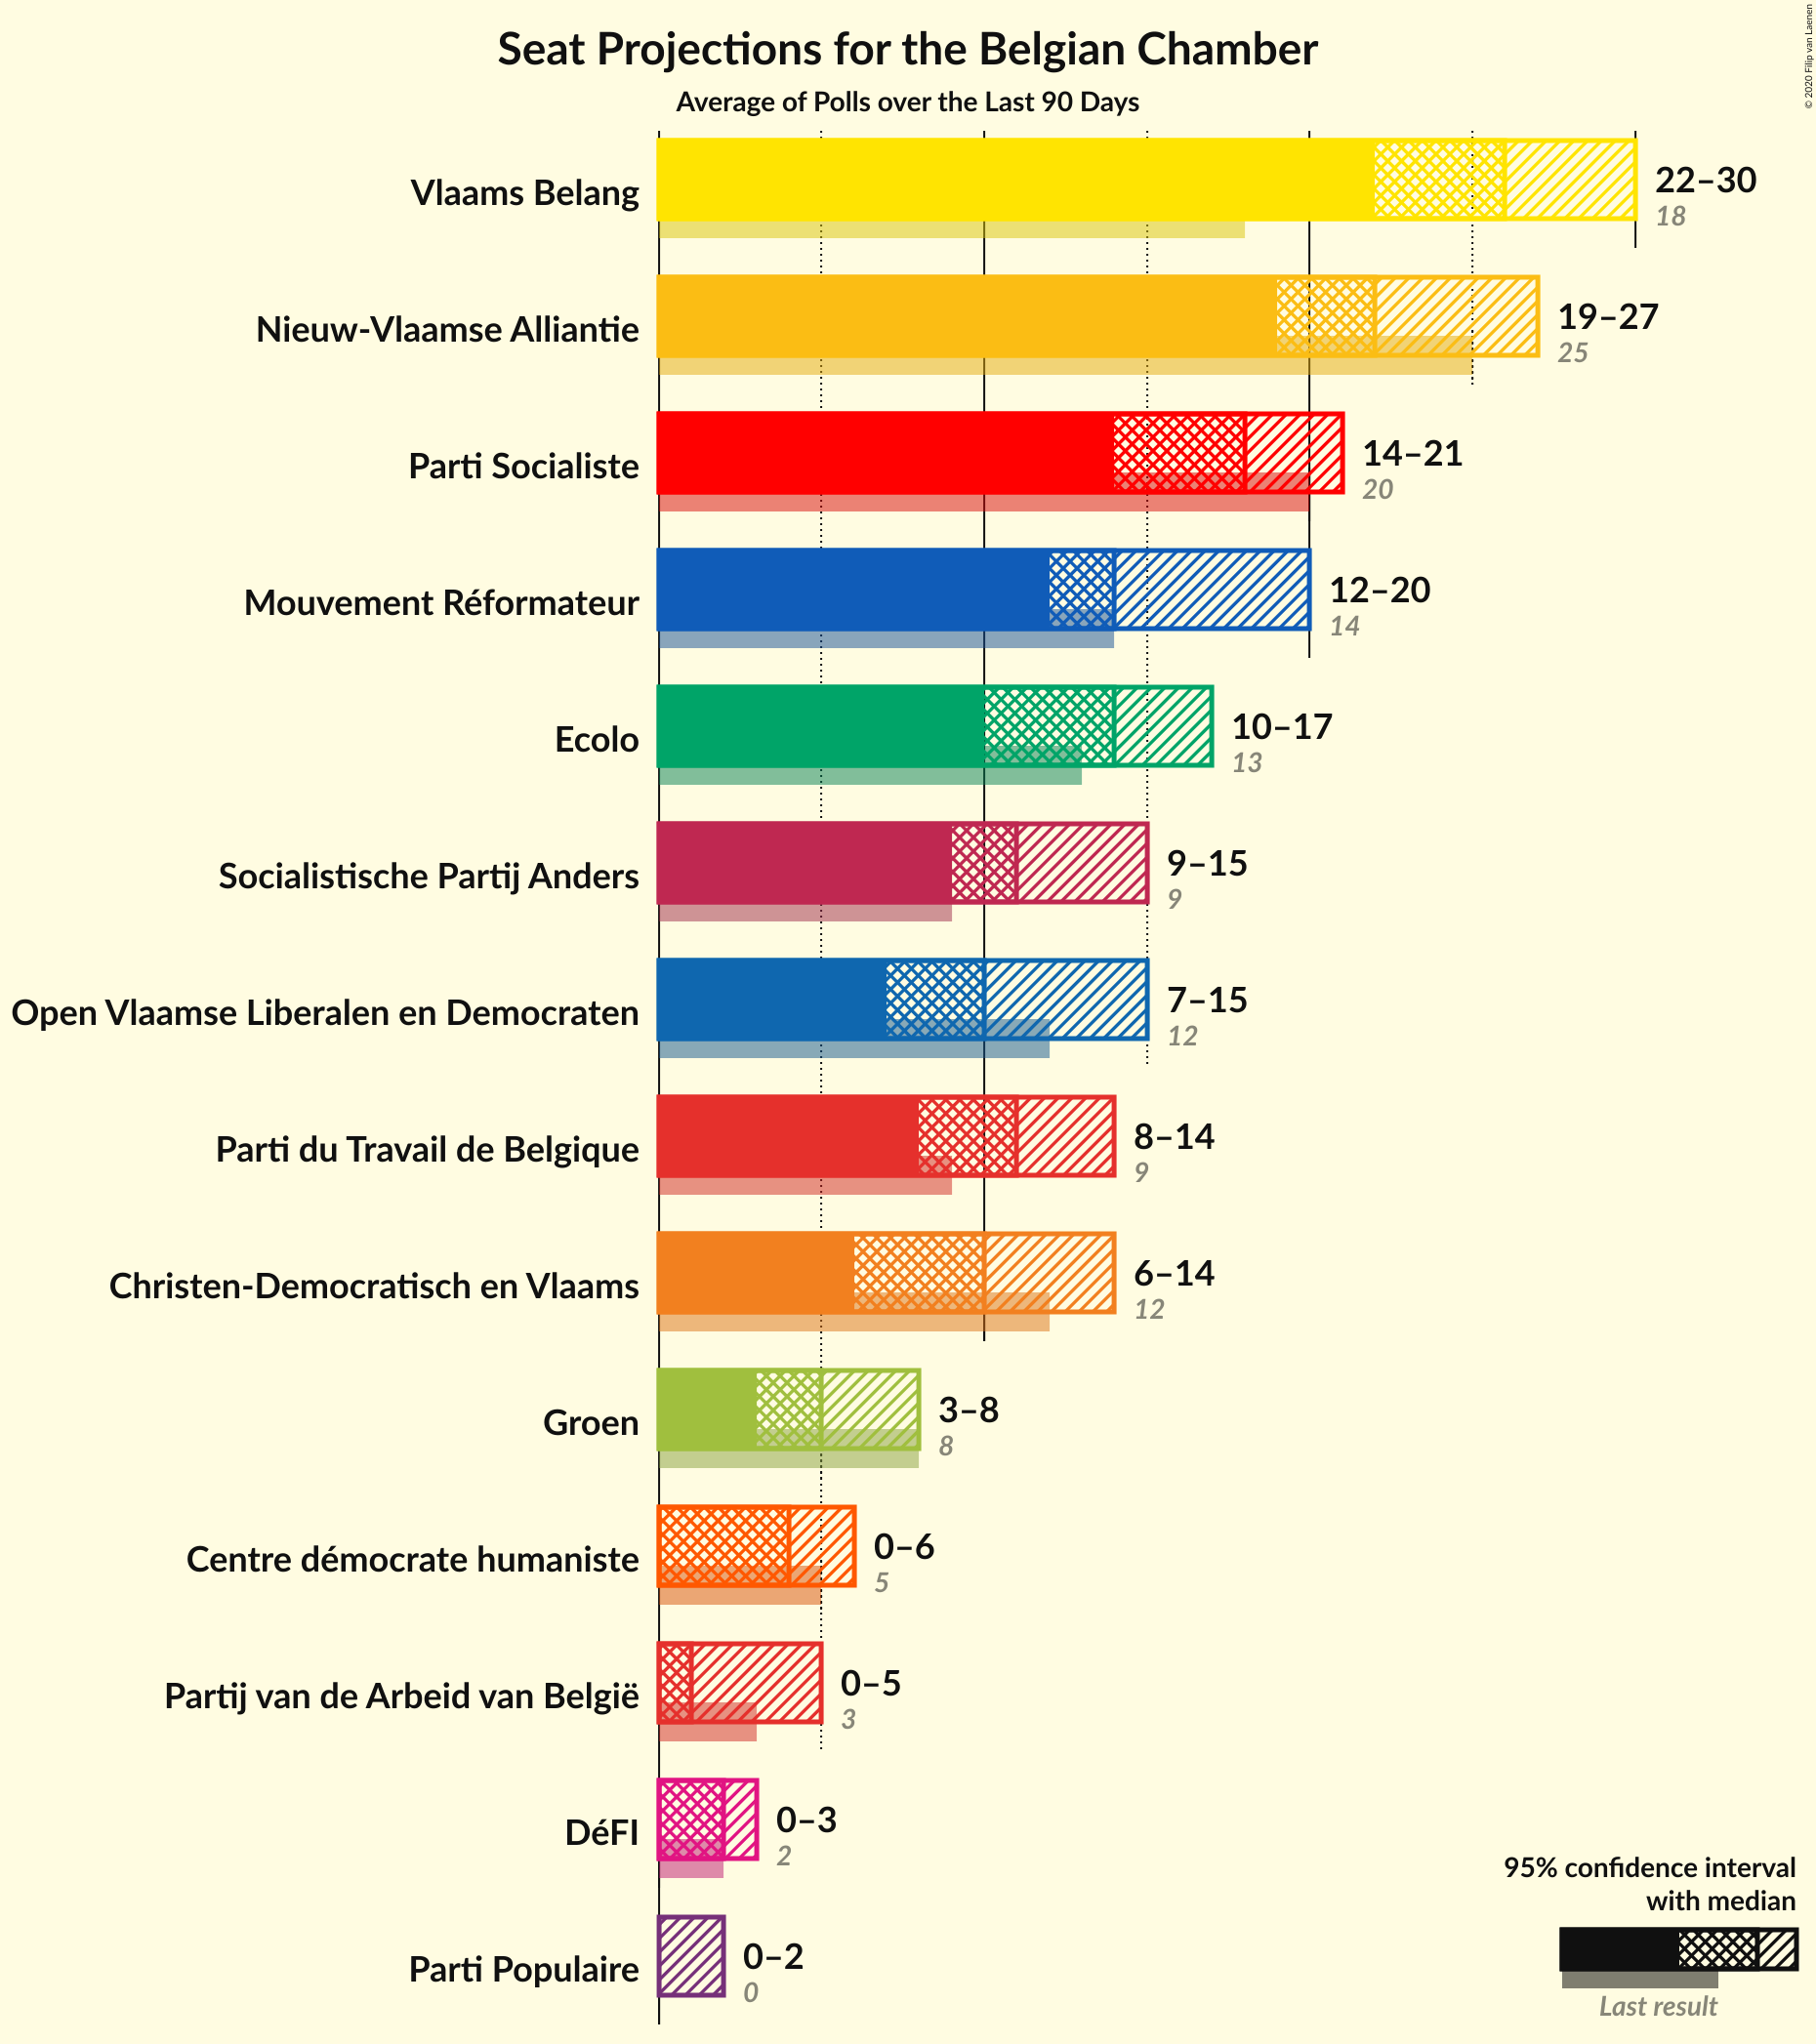 Seat Projections for the Belgian Chamber
Average of Polls over the Last 90 Days
© 2020 Filip van Laenen
Vlaams Belang
22–30
18
Nieuw-Vlaamse Alliantie
19–27
25
Parti Socialiste
14–21
20
Mouvement Réformateur
12–20
14
Ecolo
10–17
13
Socialistische Partij Anders
9–15
9
Open Vlaamse Liberalen en Democraten
7–15
12
Parti du Travail de Belgique
8–14
9
Christen-Democratisch en Vlaams
6–14
12
Groen
3–8
8
Centre démocrate humaniste
0–6
5
Partij van de Arbeid van België
0–5
3
DéFI
0–3
2
Parti Populaire
0–2
0
95% confidence interval
with median
Last result